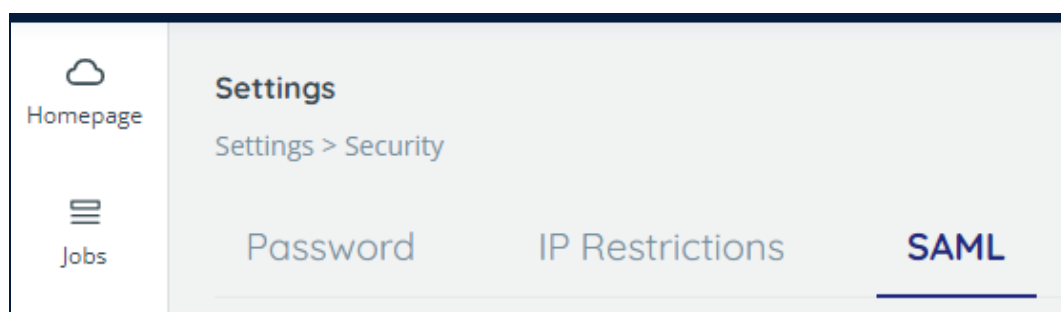 Homepage
Jobs
Settings
Settings > Security
Password IP Restrictions SAML